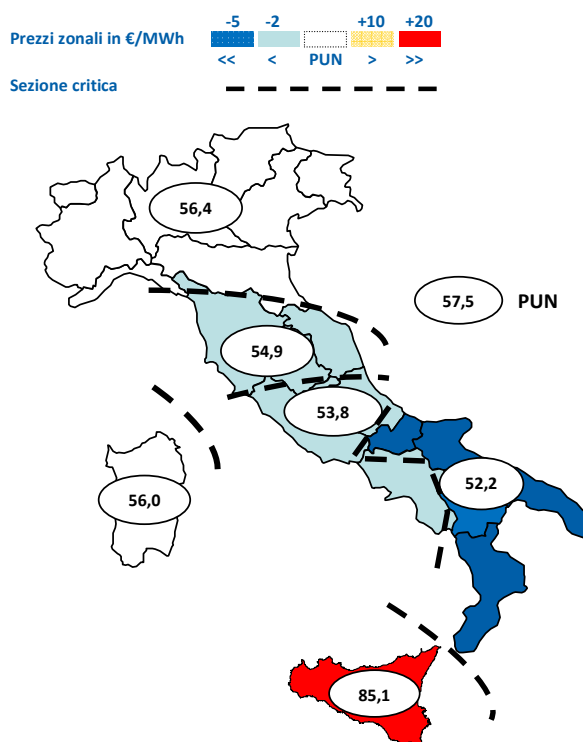 -5 -2 +10 +20
Prezzi zonali in €/MWh
<< < PUN > >>
Sezione critica
56,4
57,5 PUN
54,9
53,8
52,2
56,0
85,1